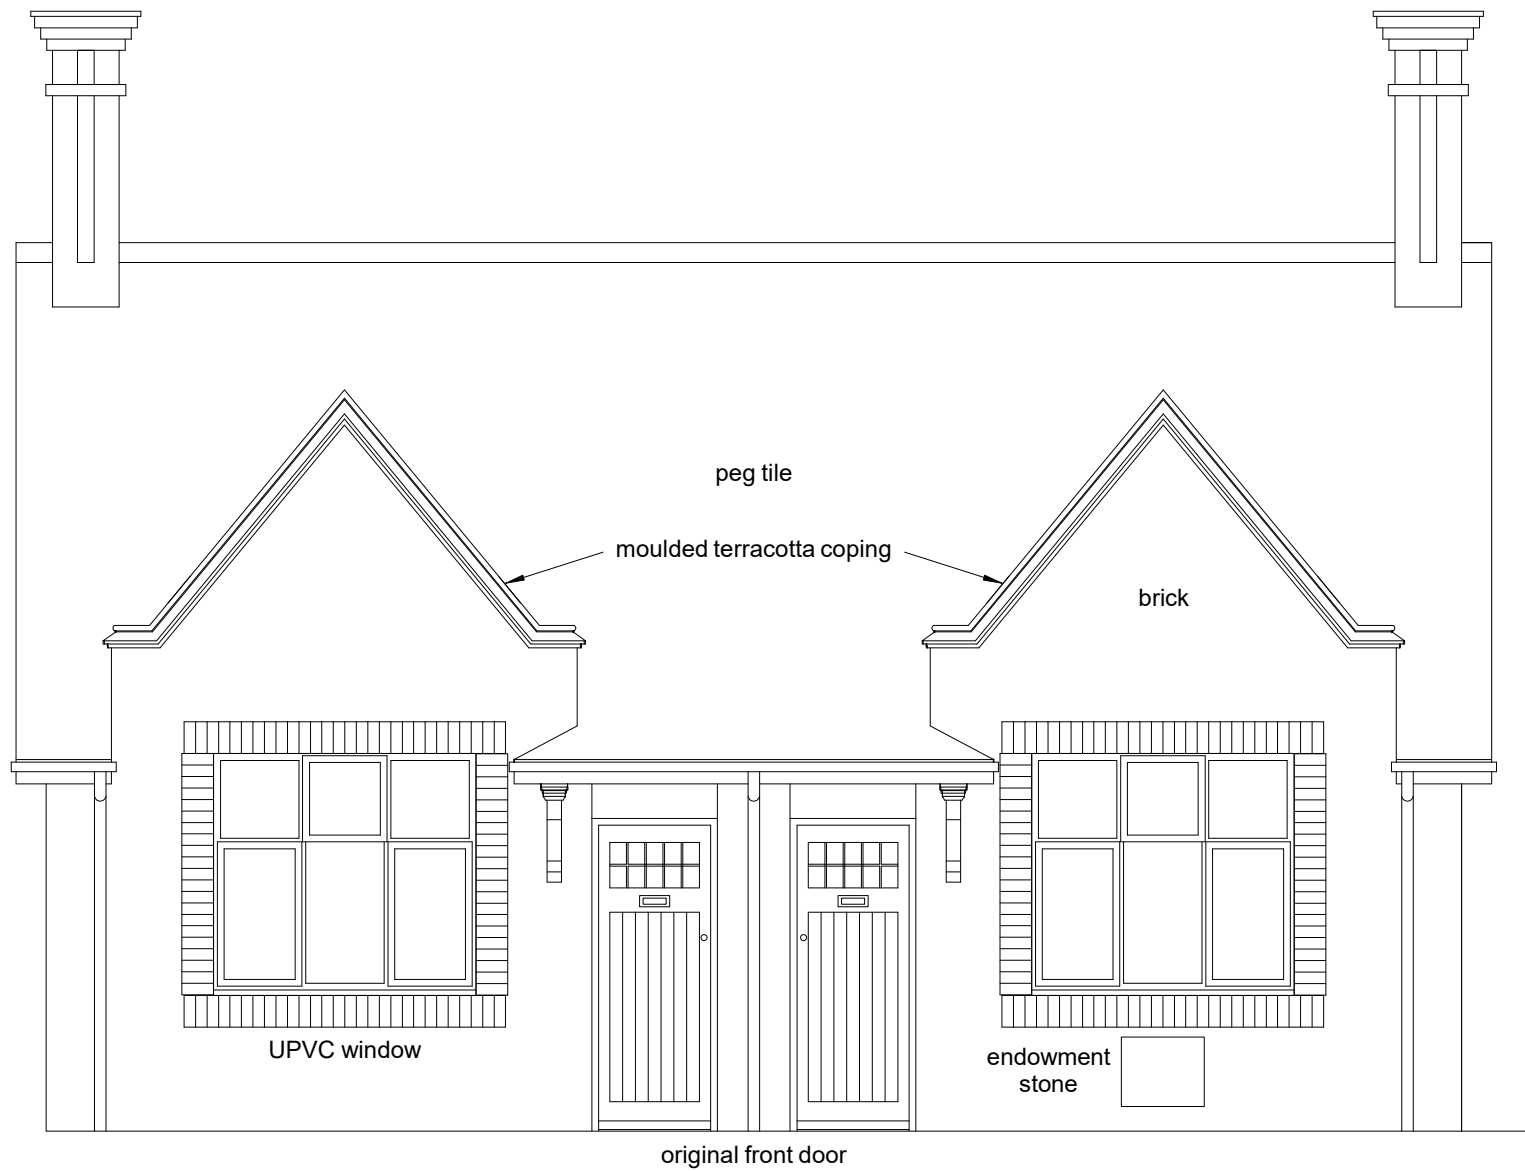 peg tile
moulded terracotta coping
brick
UPVC window
endowment
stone
original front door